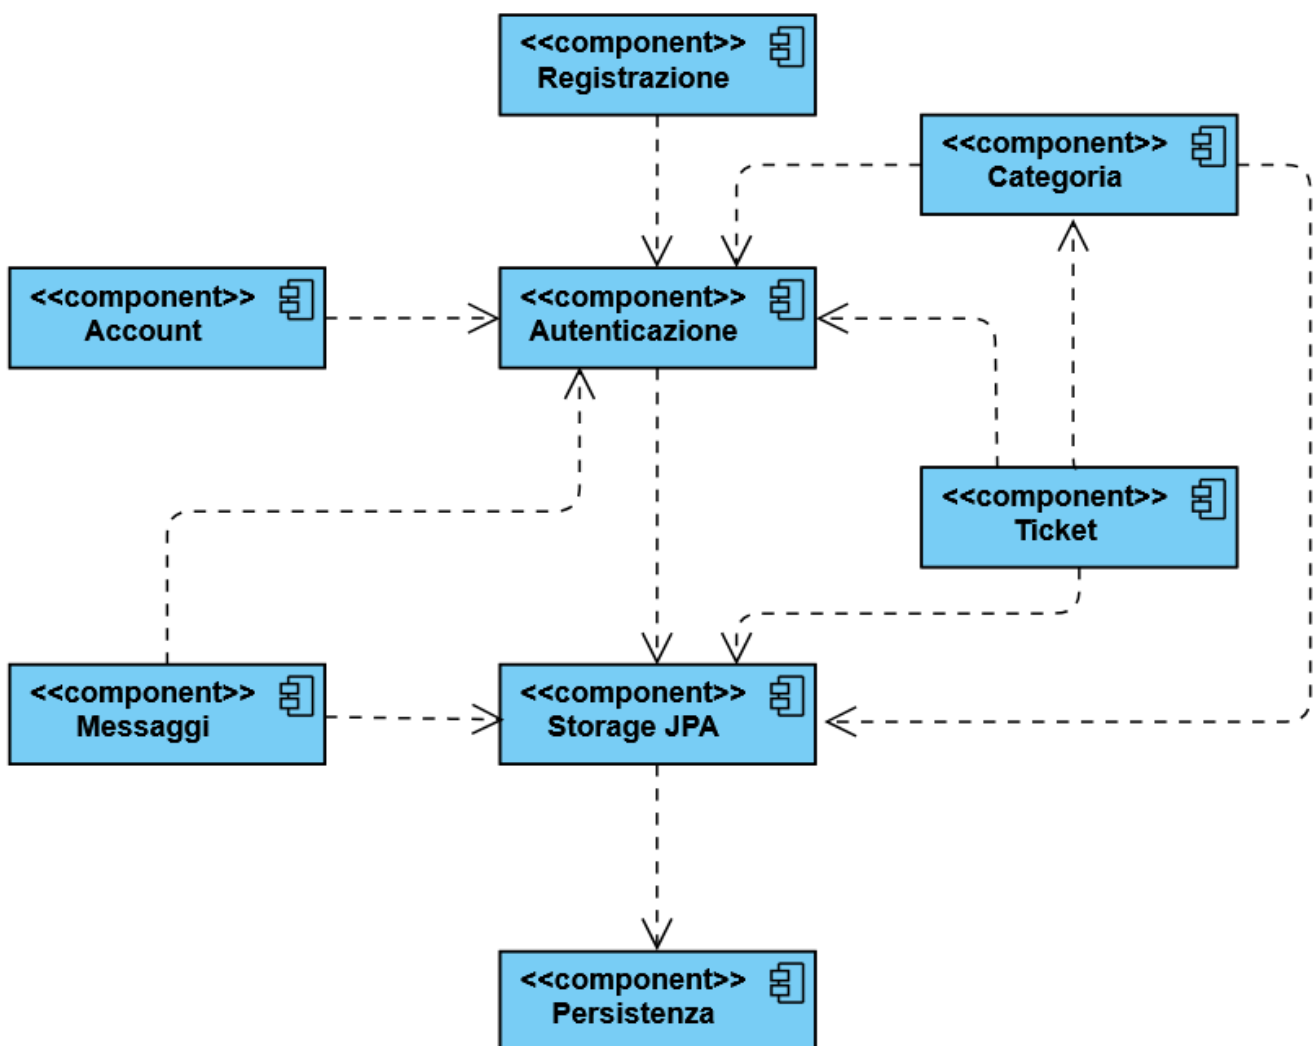 <<component>>
Registrazione
<<component>>
Categoria
<<component>>
Account
<<component>>
Autenticazione
<<component>>
Ticket
<<component>>
Messaggi
<<component>>
Storage JPA
<<component>>
Persistenza